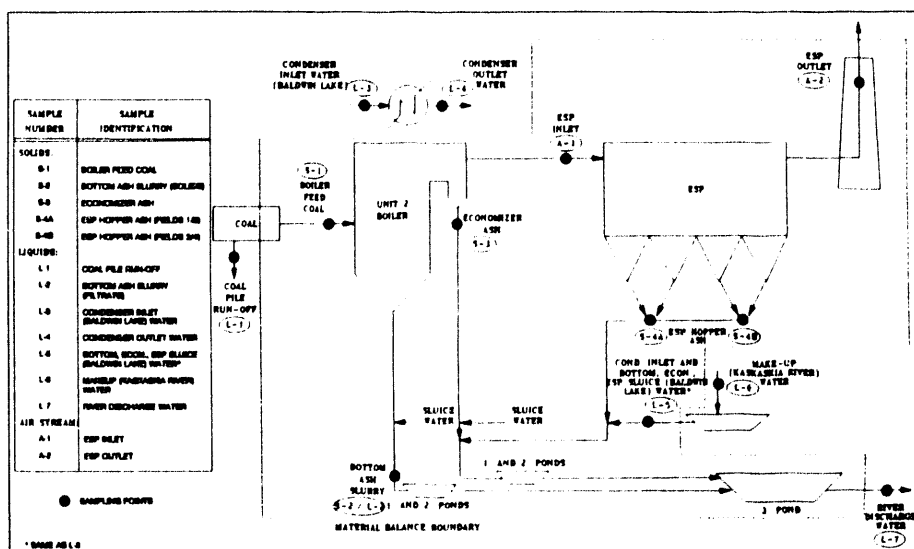 SAMPLE NUMBER
SAMPLE IDENTIFICATION
SOLIDS:
S-1 BOILER FEED COAL
S-2 BOTTOM ASH SLURRY (SOLIDS)
S-3 ECONOMIZER ASH
S-4A ESP HOPPER ASH (FIELDS 1/2)
S-4B ESP HOPPER ASH (FIELDS 3/4)
LIQUIDS:
L-1 COAL PILE RUN-OFF
L-2 BOTTOM ASH SLURRY
(FILTRATE)
L-3 CONDENSER INLET
(BALDWIN LAKE) WATER
L-4 CONDENSER OUTLET WATER
L-5 BOTTOM, ECON., ESP SLUICE
(BALDWIN LAKE) WATER*
L-6 MAKEUP (KASKASKIA RIVER)
WATER
L-7 RIVER DISCHARGE WATER
AIR STREAM
A-1 ESP INLET
A-2 ESP OUTLET
SAMPLING POINTS
* SAME AS L-3
CONDENSER
INLET WATER
(BALDWIN LAKE)
L-3
CONDENSER
OUTLET
WATER
L-4
ESP
OUTLET
A-2
ESP
INLET
A-1
S-1
BOILER
FEED
COAL
COAL
UNIT 2
BOILER
ESP
ECONOMIZER
ASH
S-3
COAL
PILE
RUN-OFF
L-1
S-4A
ESP HOPPER
ASH
S-4B
COND INLET AND
BOTTOM, ECON,
ESP SLUICE (BALDWIN
LAKE) WATER*
L-5
MAKE-UP
(KASKASKIA RIVER)
WATER
L-6
SLUICE
WATER
SLUICE
WATER
1 AND 2 PONDS
BOTTOM
ASH
SLURRY
S-2 / L-2
1 AND 2 PONDS
3 POND
MATERIAL BALANCE BOUNDARY
RIVER
DISCHARGE
WATER
L-7